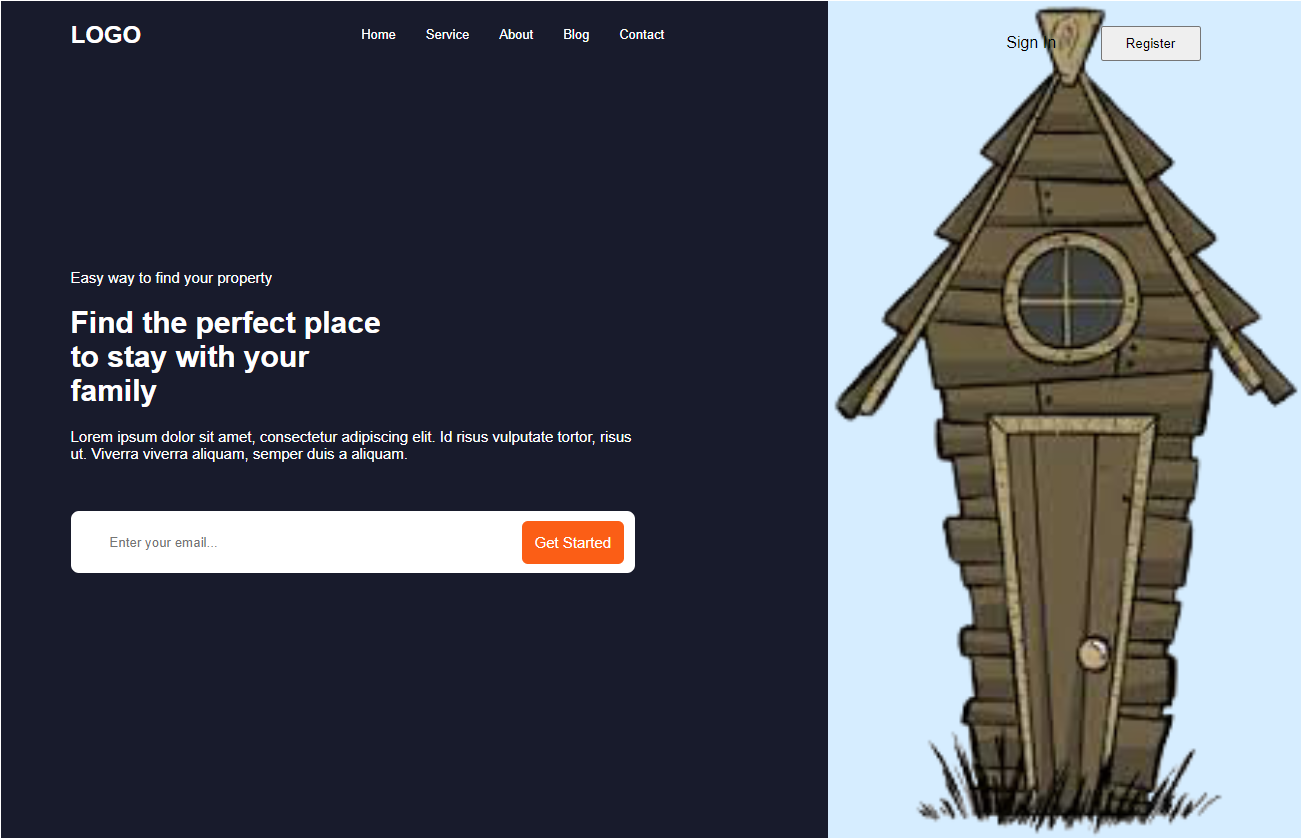 LOGO
Home Service About Blog Contact
Sign In Register
Easy way to find your property
Find the perfect place
to stay with your
family
Lorem ipsum dolor sit amet, consectetur adipiscing elit. Id risus vulputate tortor, risus
ut. Viverra viverra aliquam, semper duis a aliquam.
Enter your email...
Get Started